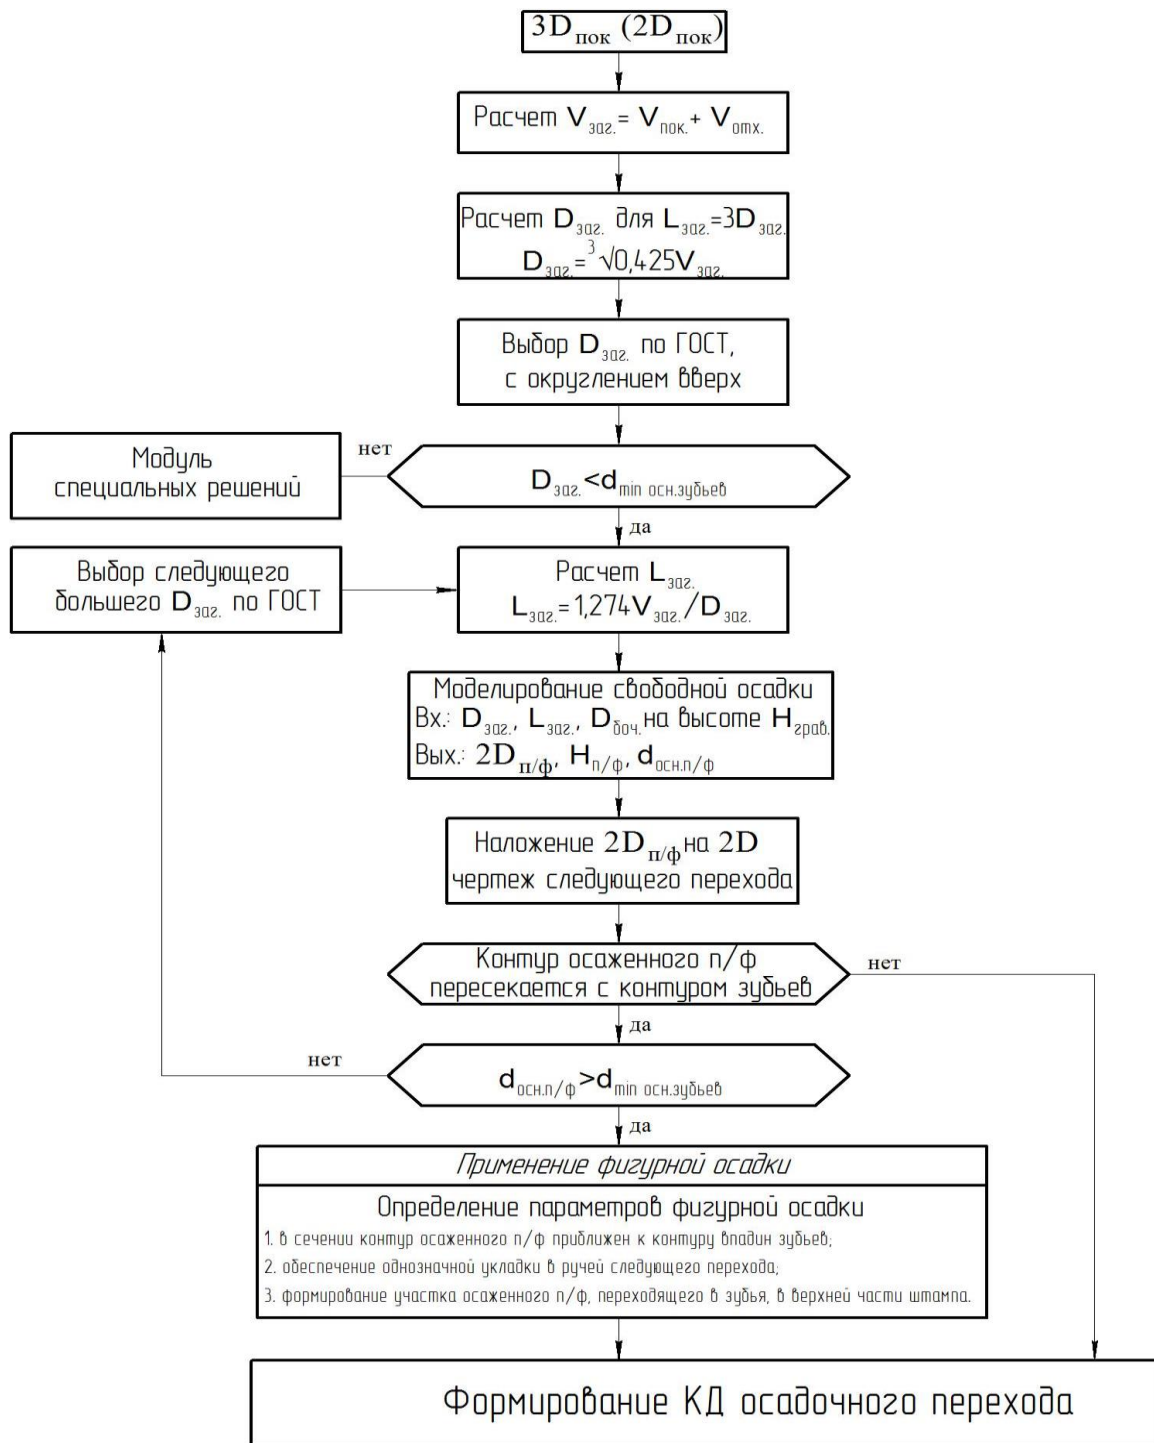 3Dпок (2Dпок)
Расчет Vзаг.= Vпок.+ Vотх.
Расчет Dзаг. для Lзаг.=3Dзаг.
Dзаг.=³√0,425Vзаг.
Выбор Dзаг. по ГОСТ,
с округлением вверх
Модуль
специальных решений
нет
Dзаг.<dmin осн.зубьев
да
Выбор следующего
большего Dзаг. по ГОСТ
Расчет Lзаг.
Lзаг.=1,274Vзаг./Dзаг.
Моделирование свободной осадки
Вх.: Dзаг., Lзаг., Dбоч. на высоте Hграв.
Вых.: 2Dп/ф, Hп/ф, dосн.п/ф
Наложение 2Dп/ф на 2D
чертеж следующего перехода
Контур осаженного п/ф
пересекается с контуром зубьев
нет
да
нет
dосн.п/ф>dmin осн.зубьев
да
Применение фигурной осадки
Определение параметров фигурной осадки
1. в сечении контур осаженного п/ф приближен к контуру впадин зубьев;
2. обеспечение однозначной укладки в ручей следующего перехода;
3. формирование участка осаженного п/ф, переходящего в зубья, в верхней части штампа.
Формирование КД осадочного перехода